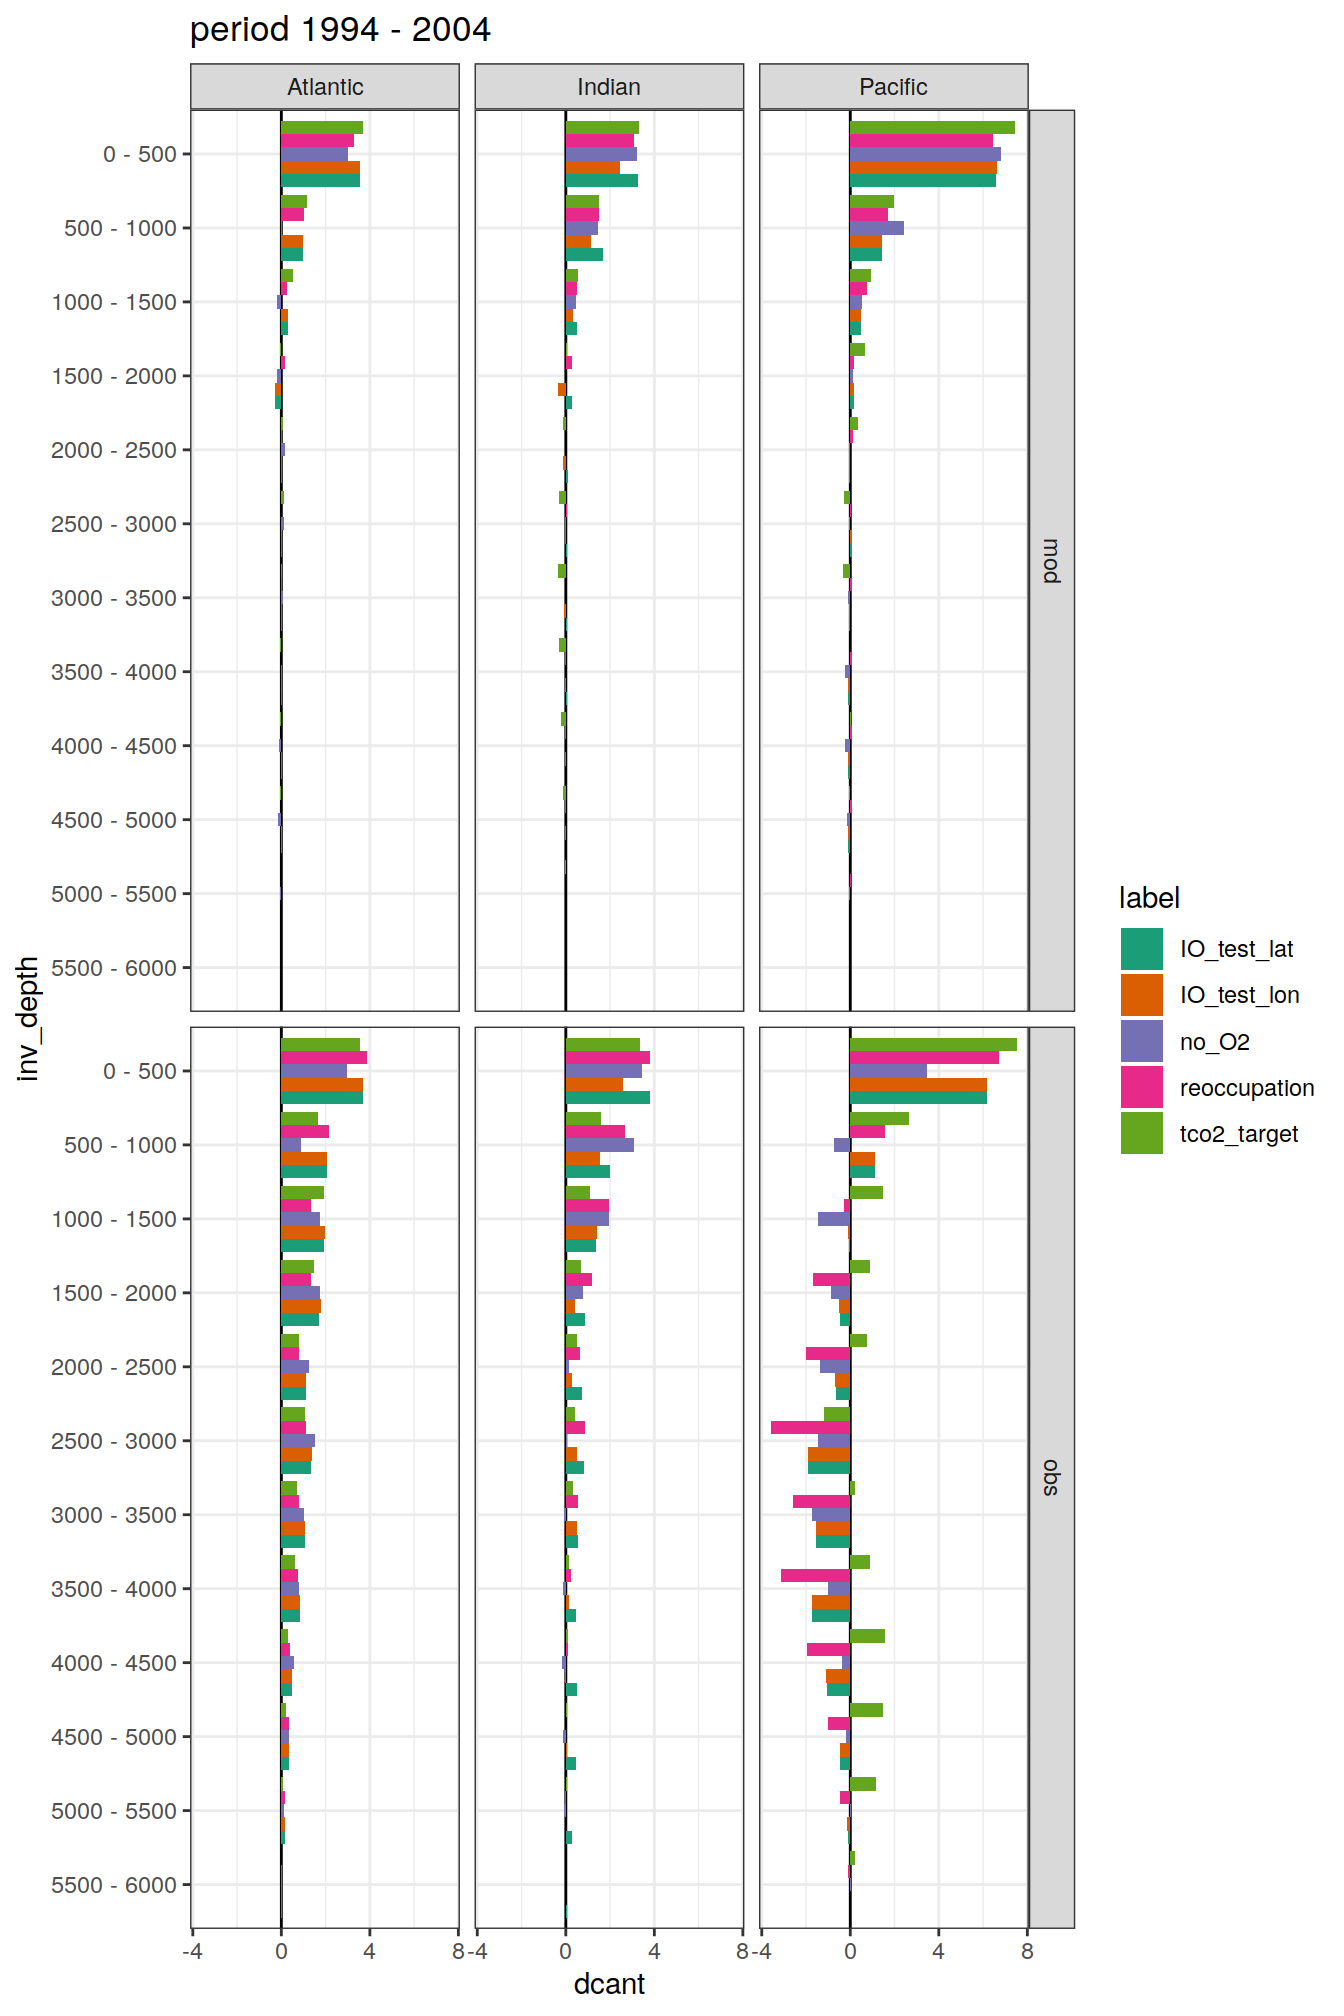 period 1994 - 2004
Atlantic
Indian
Pacific
0 - 500
500 - 1000
1000 - 1500
1500 - 2000
2000 - 2500
2500 - 3000
3000 - 3500
3500 - 4000
4000 - 4500
4500 - 5000
5000 - 5500
5500 - 6000
mod
0 - 500
500 - 1000
1000 - 1500
1500 - 2000
2000 - 2500
2500 - 3000
3000 - 3500
3500 - 4000
4000 - 4500
4500 - 5000
5000 - 5500
5500 - 6000
obs
inv_depth
-4 0 4 8
-4 0 4 8
-4 0 4 8
dcant
label
IO_test_lat
IO_test_lon
no_O2
reoccupation
tco2_target